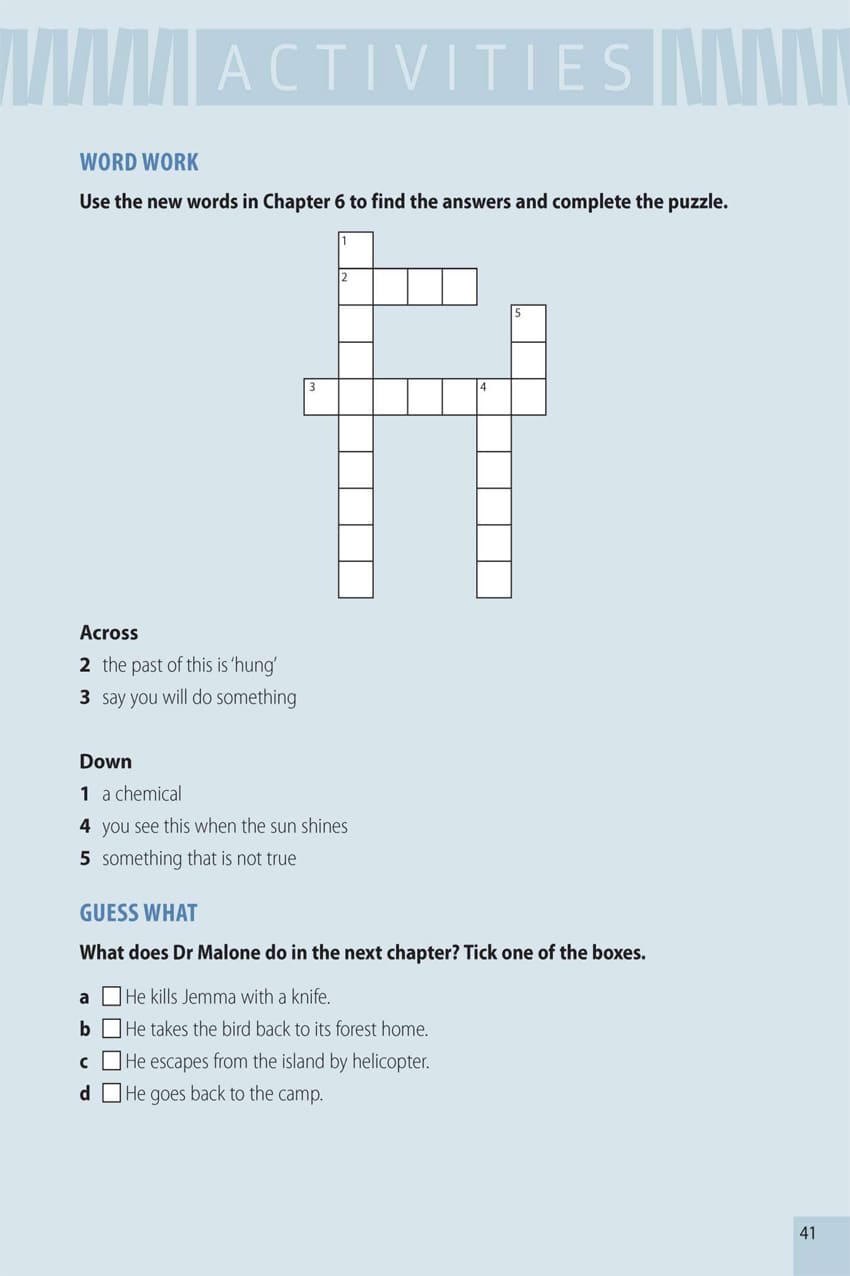 ACTIVITIES
WORD WORK
Use the new words in Chapter 6 to find the answers and complete the puzzle.
1
2
5
3
4
Across
2 the past of this is ‘hung’
3 say you will do something
Down
1 a chemical
4 you see this when the sun shines
5 something that is not true
GUESS WHAT
What does Dr Malone do in the next chapter? Tick one of the boxes.
a He kills Jemma with a knife.
b He takes the bird back to its forest home.
c He escapes from the island by helicopter.
d He goes back to the camp.
41